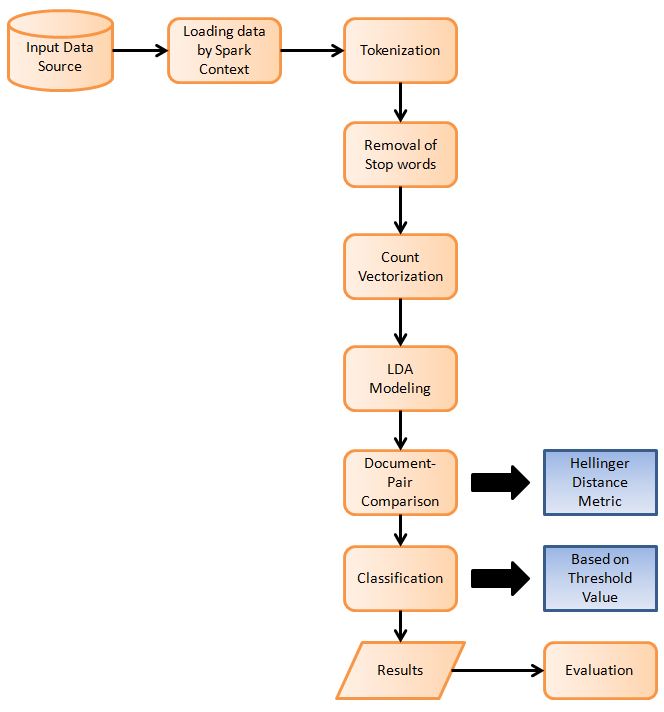 Input Data
Source
Loading data
by Spark
Context
Tokenization
Removal of
Stop words
Count
Vectorization
LDA
Modeling
Document-
Pair
Comparison
Hellinger
Distance
Metric
Classification
Based on
Threshold
Value
Results
Evaluation